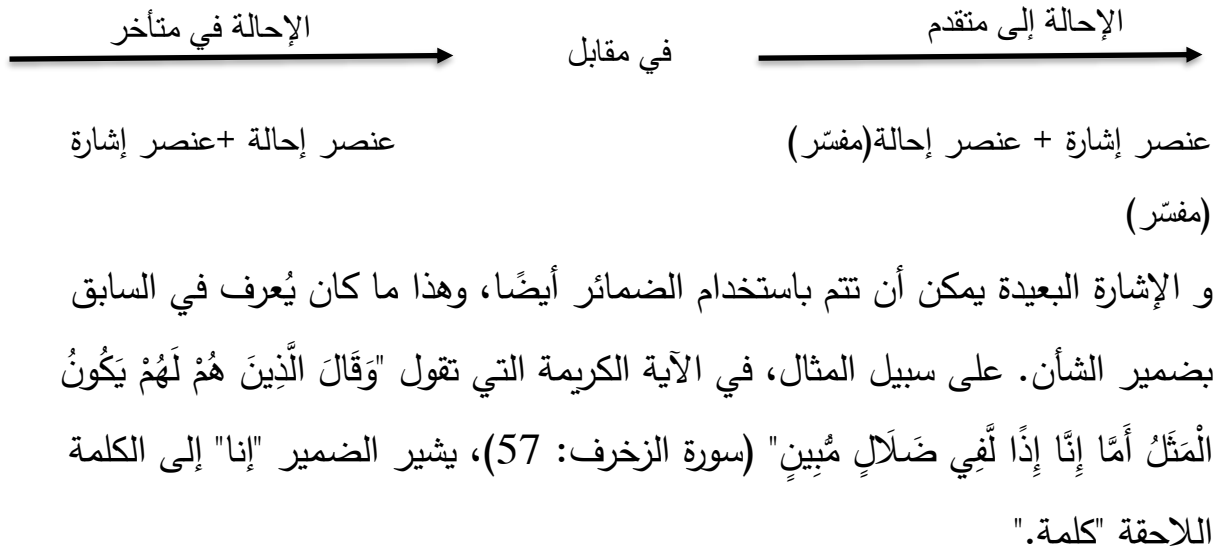 الإحالة إلى متقدم
في مقابل
الإحالة في متأخر
عنصر إشارة + عنصر إحالة(مفسّر)
عنصر إحالة +عنصر إشارة
(مفسّر)
و الإشارة البعيدة يمكن أن تتم باستخدام الضمائر أيضًا، وهذا ما كان يُعرف في السابق
بضمير الشأن. على سبيل المثال، في الآية الكريمة التي تقول "وَقَالَ الَّذِينَ هُمْ لَهُمْ يَكُونُ
الْمَثَلُ أَمَّا إِنَّا إِذًا لَّفِي ضَلَالٍ مُّبِينٍ" (سورة الزخرف: 57)، يشير الضمير "إنا" إلى الكلمة
اللاحقة "كلمة."